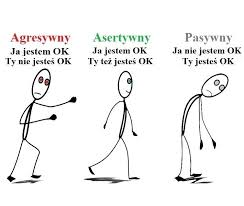 Agresywny
Ja jestem OK
Ty nie jesteś OK
Asertywny
Ja jestem OK
Ty też jesteś OK
Pasywny
Ja nie jestem OK
Ty jesteś OK